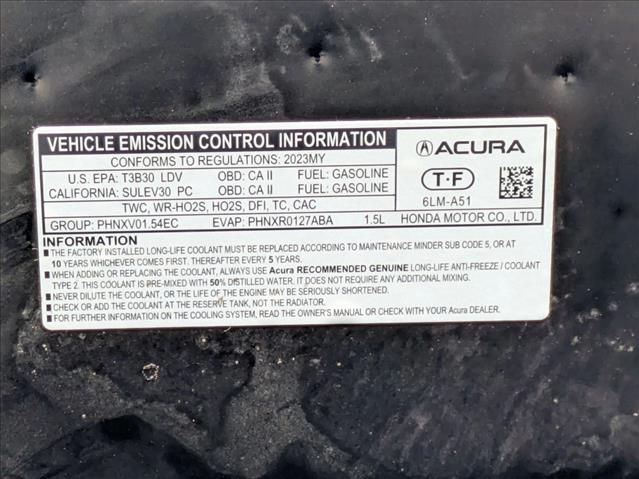 VEHICLE EMISSION CONTROL INFORMATION
CONFORMS TO REGULATIONS: 2023MY
U.S. EPA: T3B30 LDV OBD: CA II FUEL: GASOLINE
CALIFORNIA: SULEV30 PC OBD: CA II FUEL: GASOLINE
TWC, WR-HO2S, HO2S, DFI, TC, CAC
GROUP: PHNXV01.54EC EVAP: PHNXR0127ABA 1.5L
ACURA
T·F
6LM-A51
HONDA MOTOR CO., LTD.
INFORMATION
■ THE FACTORY INSTALLED LONG-LIFE COOLANT MUST BE REPLACED ACCORDING TO MAINTENANCE MINDER SUB CODE 5, OR AT
10 YEARS WHICHEVER COMES FIRST. THEREAFTER EVERY 5 YEARS.
■ WHEN ADDING OR REPLACING THE COOLANT, ALWAYS USE Acura RECOMMENDED GENUINE LONG-LIFE ANTI-FREEZE / COOLANT
TYPE 2. THIS COOLANT IS PRE-MIXED WITH 50% DISTILLED WATER. IT DOES NOT REQUIRE ANY ADDITIONAL MIXING.
■ NEVER DILUTE THE COOLANT, OR THE LIFE OF THE ENGINE MAY BE SERIOUSLY SHORTENED.
■ CHECK OR ADD THE COOLANT AT THE RESERVE TANK, NOT THE RADIATOR.
■ FOR FURTHER INFORMATION ON THE COOLING SYSTEM, READ THE OWNER'S MANUAL OR CHECK WITH YOUR Acura DEALER.